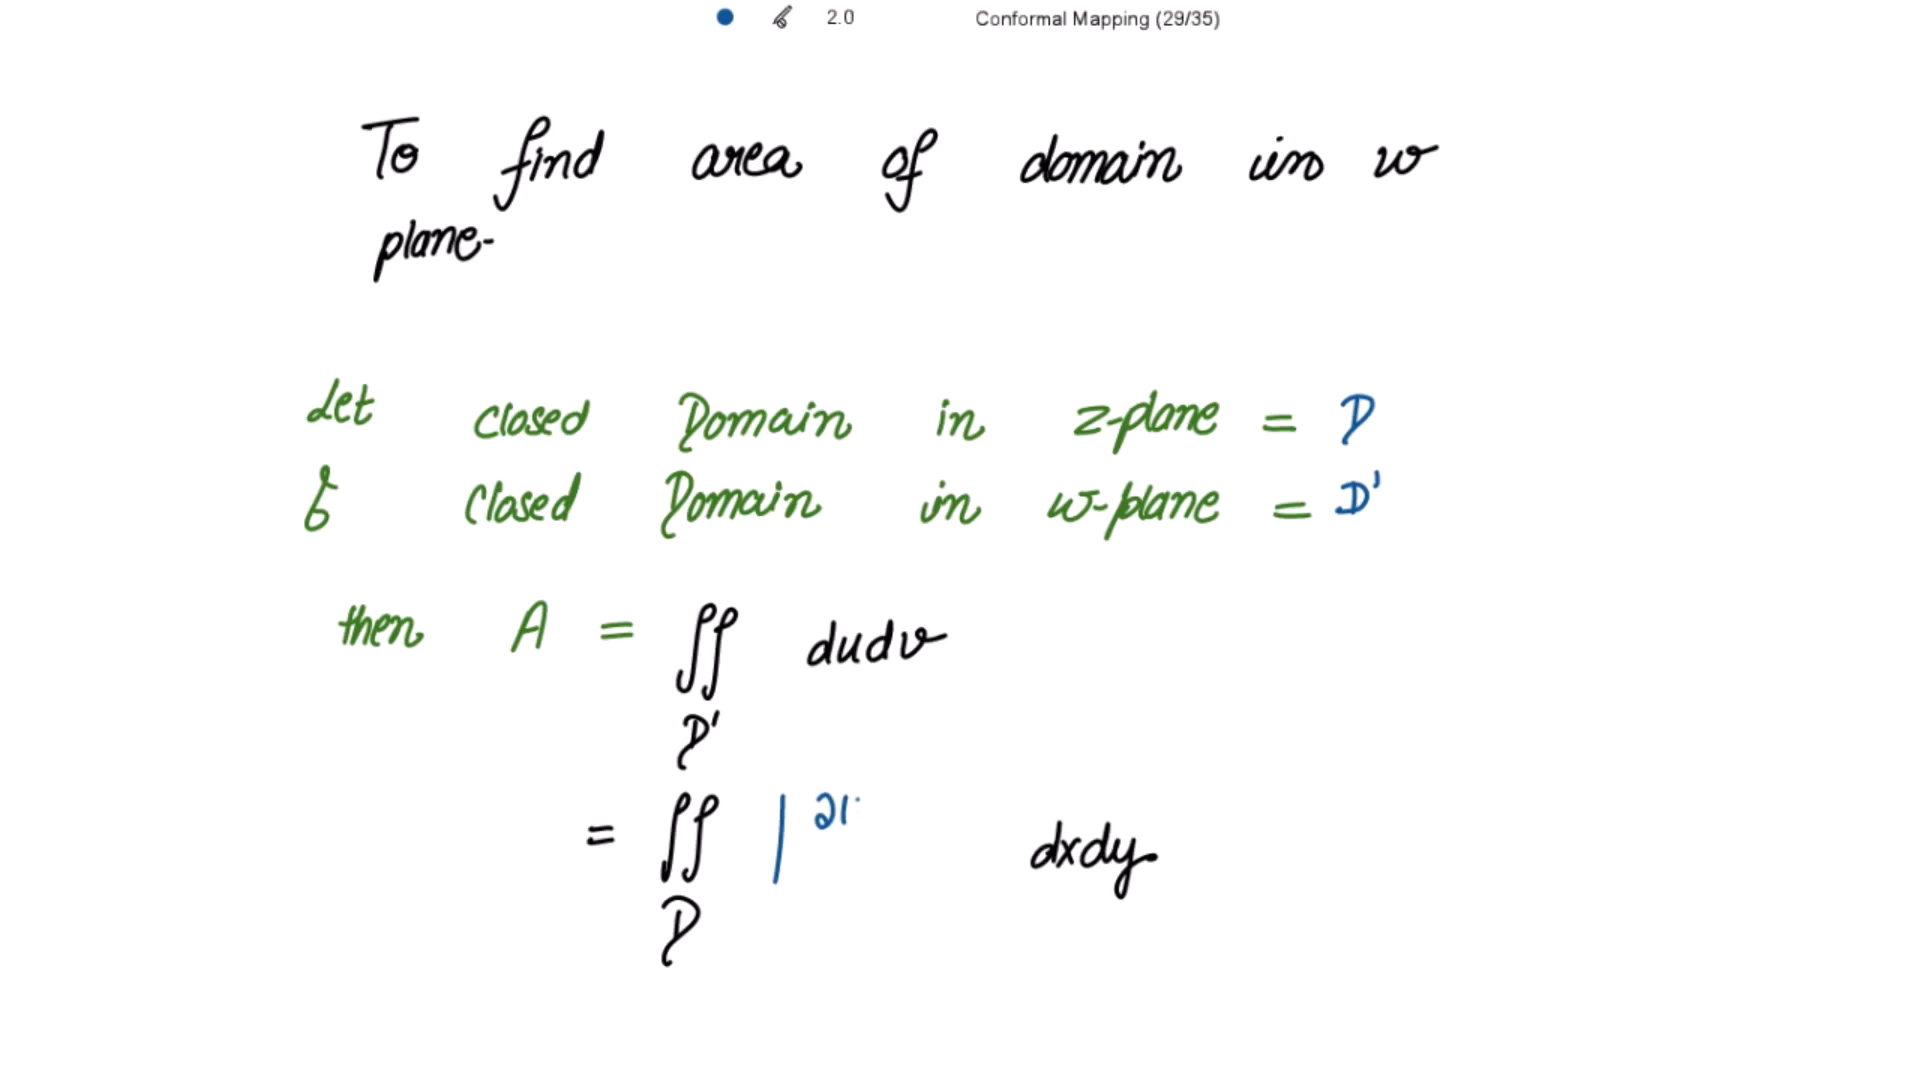 2.0 Conformal Mapping (29/35)
To find area of domain in w
plane-
Let closed Domain in z-plane = D
& Closed Domain in w-plane = D'
then A = ∬ dudv
D'
= ∬ | ∂ dxdy
D